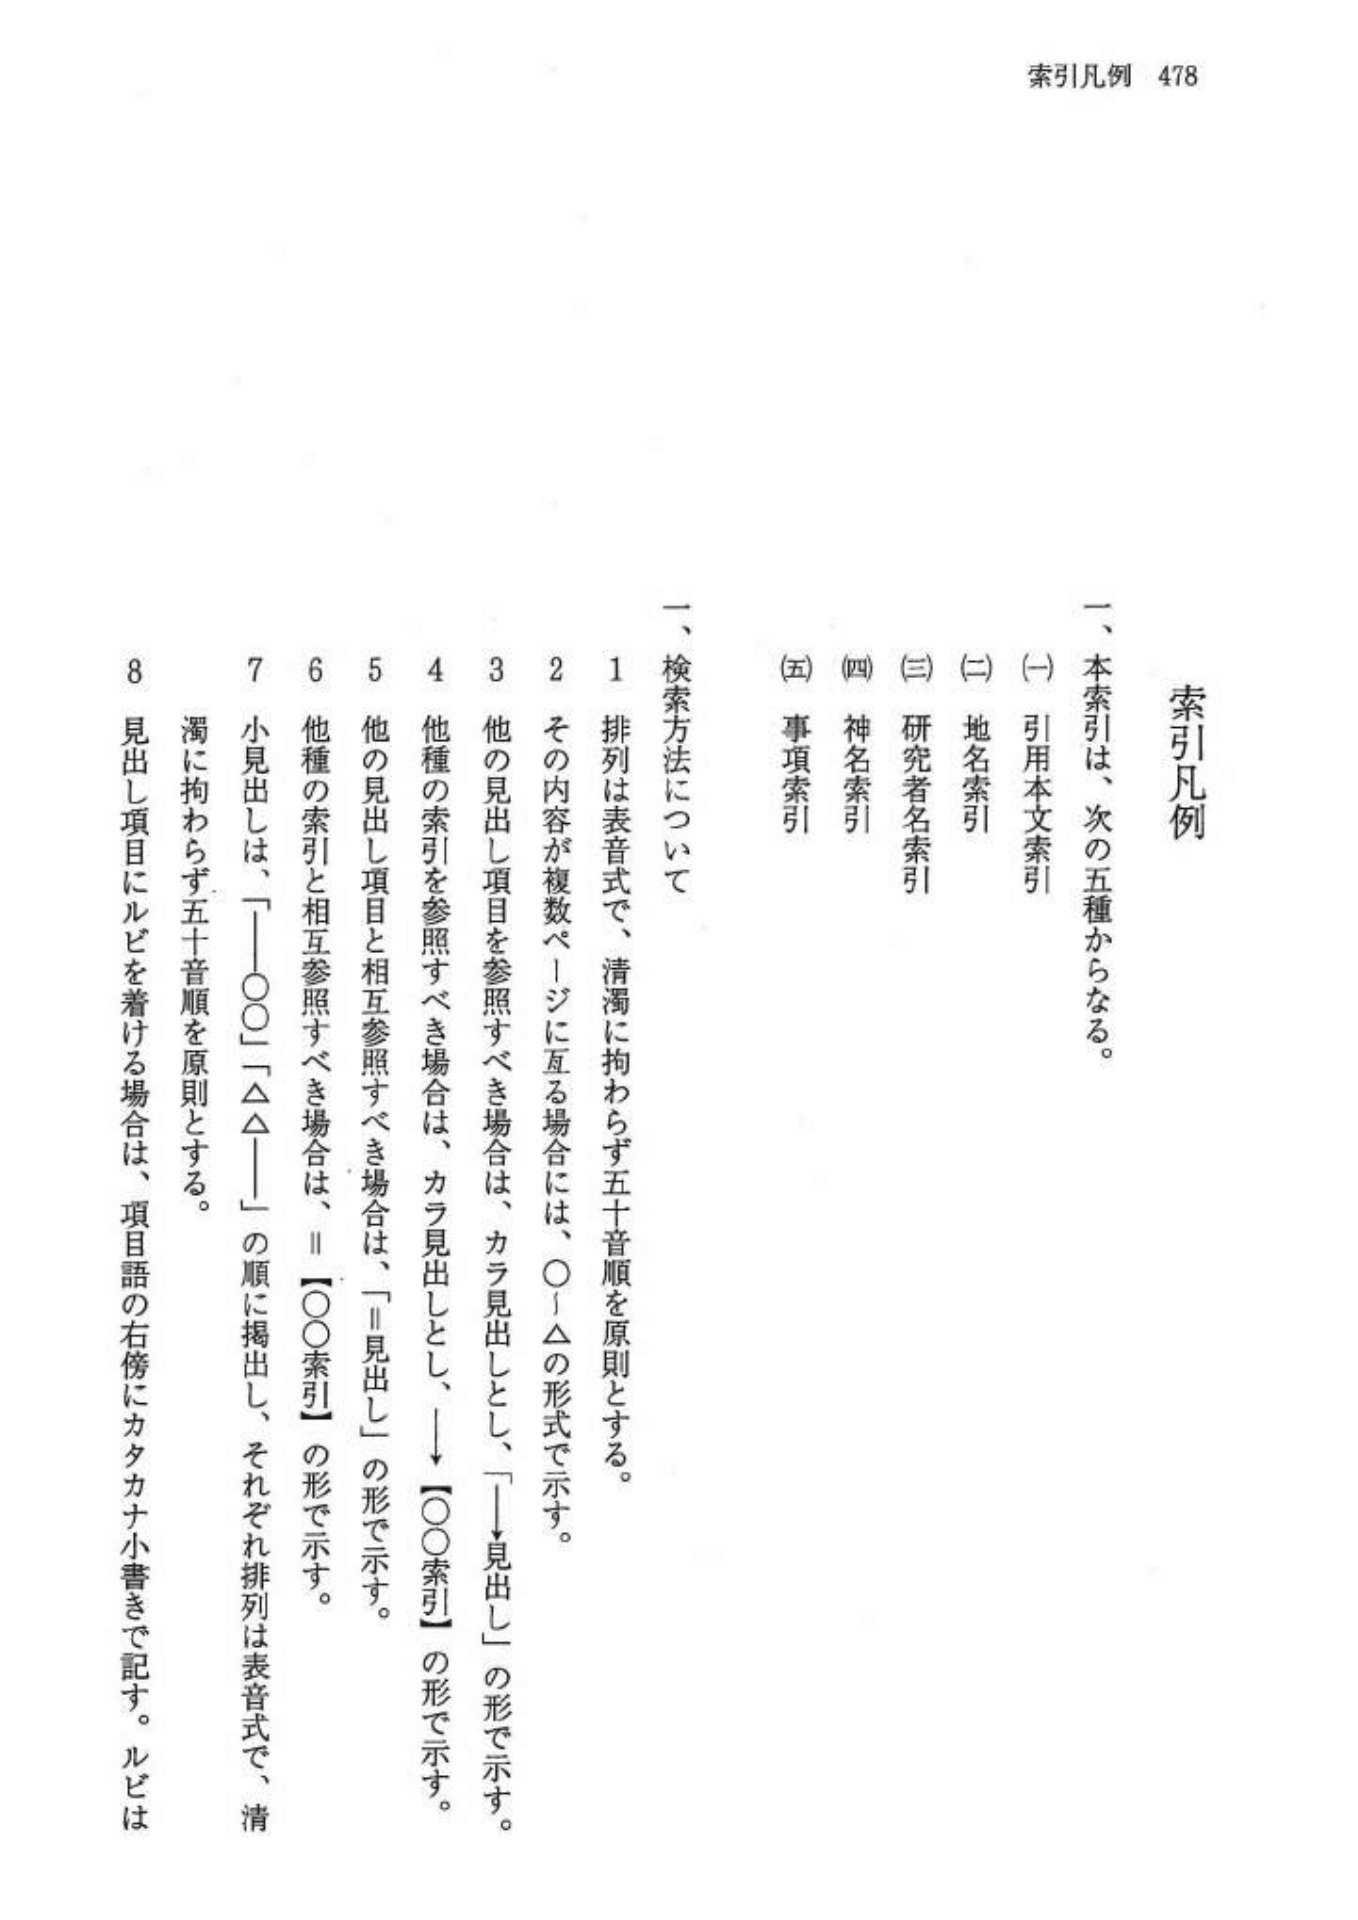 索引凡例　478
索引凡例
一、本索引は、次の五種からなる。
㈠　引用本文索引
㈡　地名索引
㈢　研究者名索引
㈣　神名索引
㈤　事項索引
一、検索方法について
1　排列は表音式で、清濁に拘わらず五十音順を原則とする。
2　その内容が複数ページに亙る場合には、○～△の形式で示す。
3　他の見出し項目を参照すべき場合は、カラ見出しとし、「──→見出し」の形で示す。
4　他種の索引を参照すべき場合は、カラ見出しとし、──→【○○索引】の形で示す。
5　他の見出し項目と相互参照すべき場合は、「＝見出し」の形で示す。
6　他種の索引と相互参照すべき場合は、＝【○○索引】の形で示す。
7　小見出しは、「──○○」「△△──」の順に掲出し、それぞれ排列は表音式で、清
濁に拘わらず五十音順を原則とする。
8　見出し項目にルビを着ける場合は、項目語の右傍にカタカナ小書きで記す。ルビは